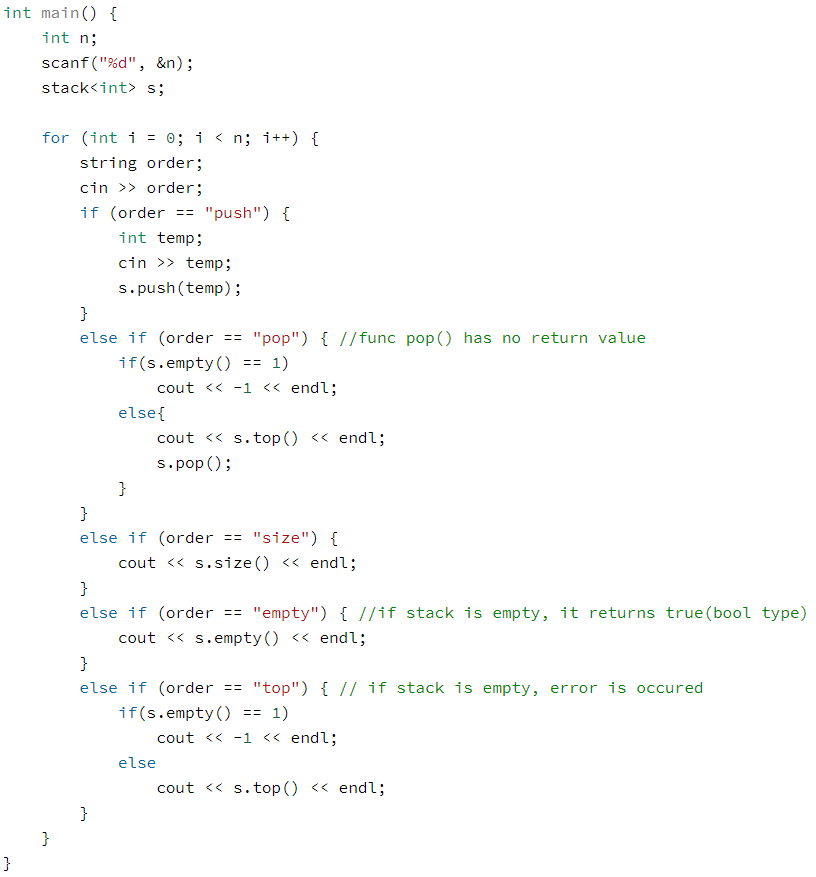 int main() {
    int n;
    scanf("%d", &n);
    stack<int> s;

    for (int i = 0; i < n; i++) {
        string order;
        cin >> order;
        if (order == "push") {
            int temp;
            cin >> temp;
            s.push(temp);
        }
        else if (order == "pop") { //func pop() has no return value
            if(s.empty() == 1)
                cout << -1 << endl;
            else{
                cout << s.top() << endl;
                s.pop();
            }
        }
        else if (order == "size") {
            cout << s.size() << endl;
        }
        else if (order == "empty") { //if stack is empty, it returns true(bool type)
            cout << s.empty() << endl;
        }
        else if (order == "top") { // if stack is empty, error is occured
            if(s.empty() == 1)
                cout << -1 << endl;
            else
                cout << s.top() << endl;
        }
    }
}